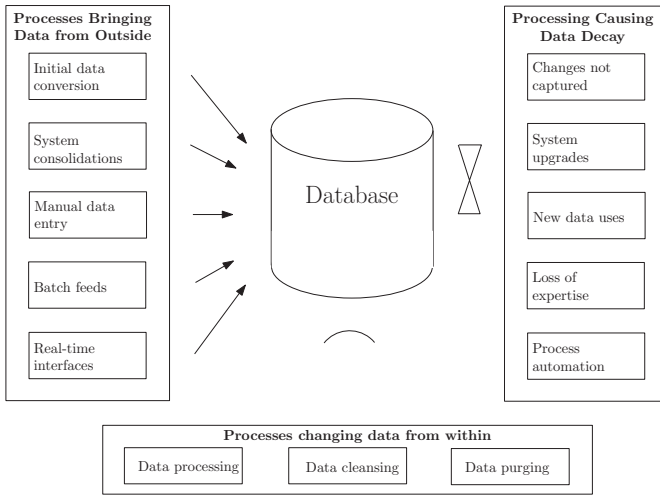 Processes Bringing
Data from Outside
Initial data
conversion
System
consolidations
Manual data
entry
Batch feeds
Real-time
interfaces
Database
Processing Causing
Data Decay
Changes not
captured
System
upgrades
New data uses
Loss of
expertise
Process
automation
Processes changing data from within
Data processing
Data cleansing
Data purging